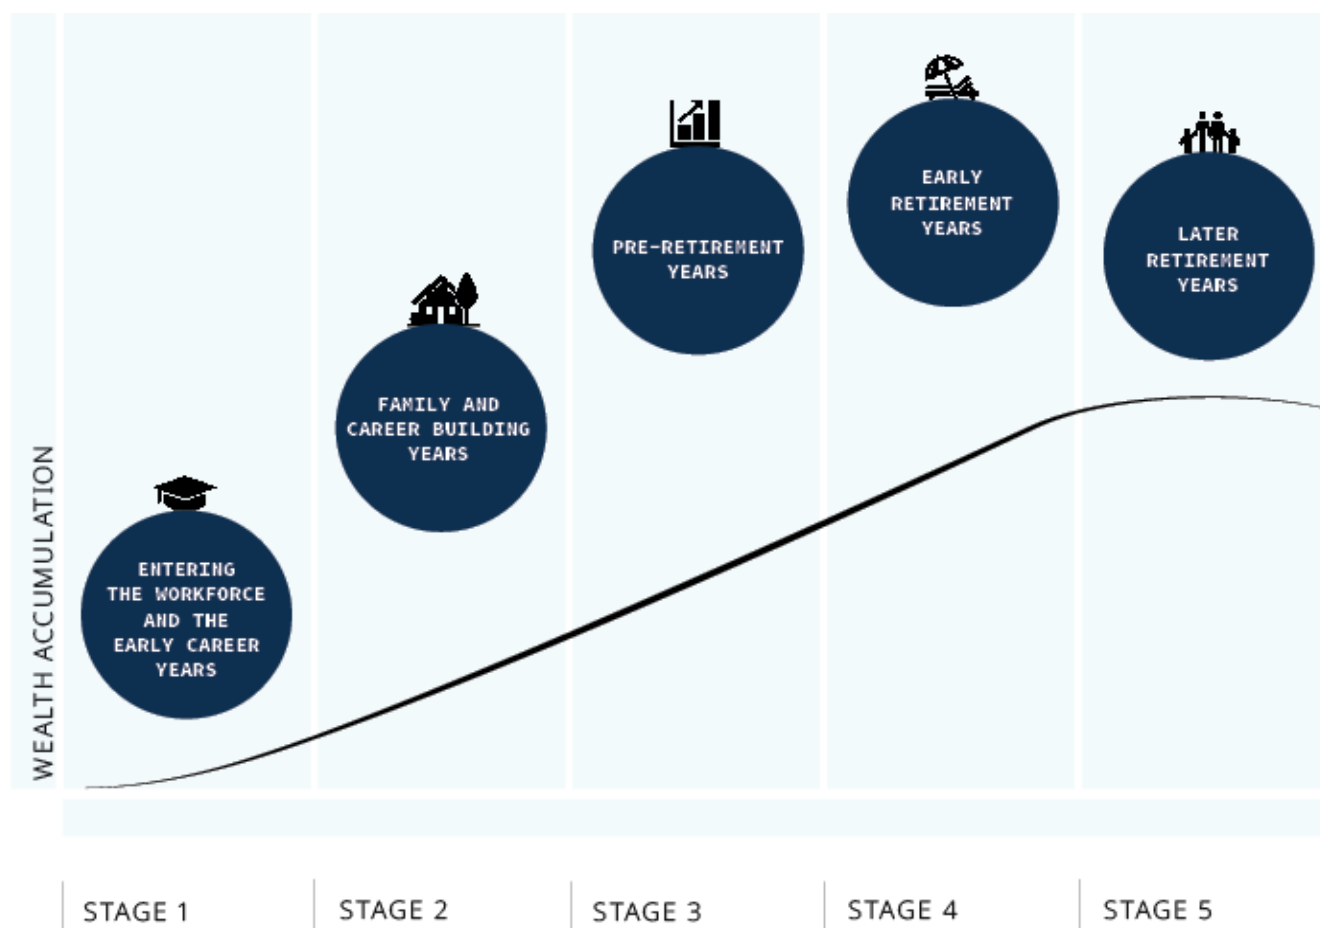 WEALTH ACCUMULATION
ENTERING
THE WORKFORCE
AND THE
EARLY CAREER
YEARS
FAMILY AND
CAREER BUILDING
YEARS
PRE-RETIREMENT
YEARS
EARLY
RETIREMENT
YEARS
LATER
RETIREMENT
YEARS
STAGE 1
STAGE 2
STAGE 3
STAGE 4
STAGE 5